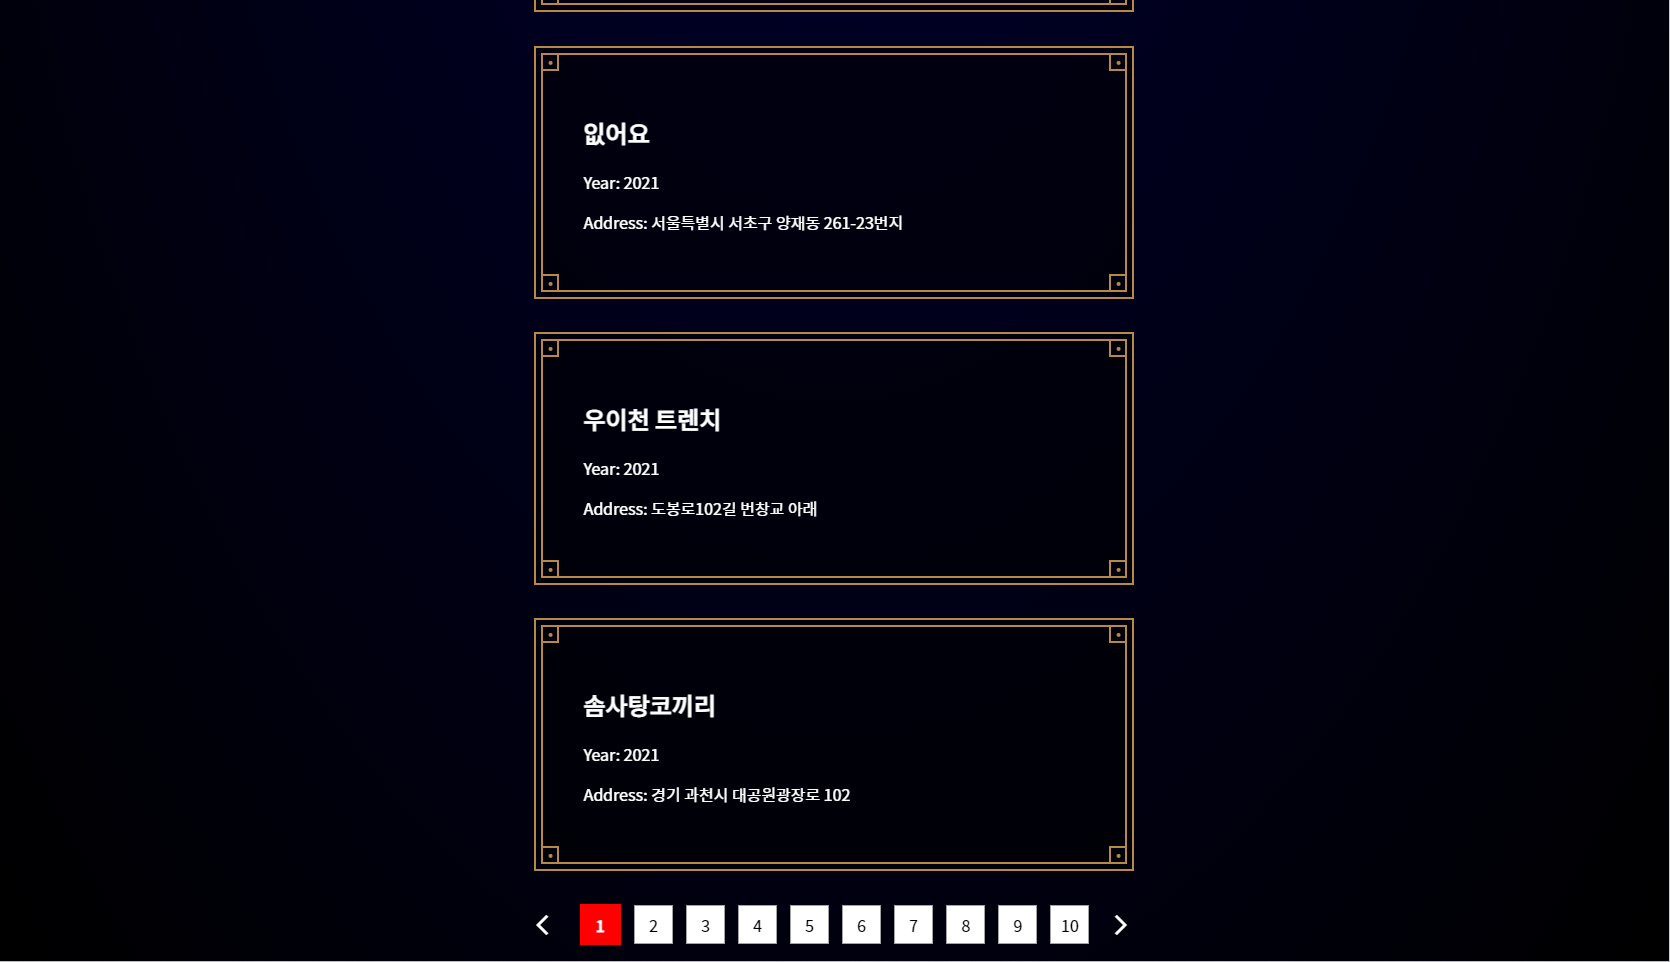 없어요
Year: 2021
Address: 서울특별시 서초구 양재동 261-23번지
우이천 트렌치
Year: 2021
Address: 도봉로102길 번창교 아래
솜사탕코끼리
Year: 2021
Address: 경기 과천시 대공원광장로 102
1 2 3 4 5 6 7 8 9 10